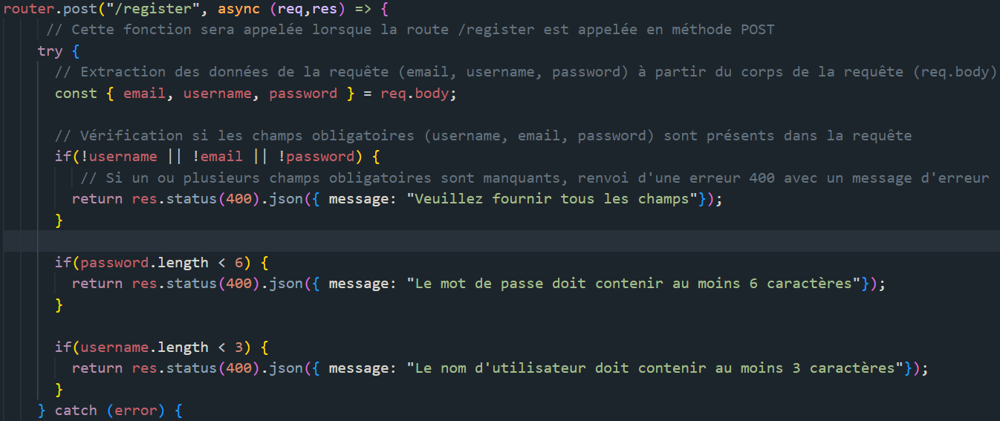 router.post("/register", async (req,res) => {
// Cette fonction sera appelée lorsque la route /register est appelée en méthode POST
try {
// Extraction des données de la requête (email, username, password) à partir du corps de la requête (req.body)
const { email, username, password } = req.body;
// Vérification si les champs obligatoires (username, email, password) sont présents dans la requête
if(!username || !email || !password) {
// Si un ou plusieurs champs obligatoires sont manquants, renvoi d'une erreur 400 avec un message d'erreur
return res.status(400).json({ message: "Veuillez fournir tous les champs"});
}
if(password.length < 6) {
return res.status(400).json({ message: "Le mot de passe doit contenir au moins 6 caractères"});
}
if(username.length < 3) {
return res.status(400).json({ message: "Le nom d'utilisateur doit contenir au moins 3 caractères"});
}
} catch (error) {